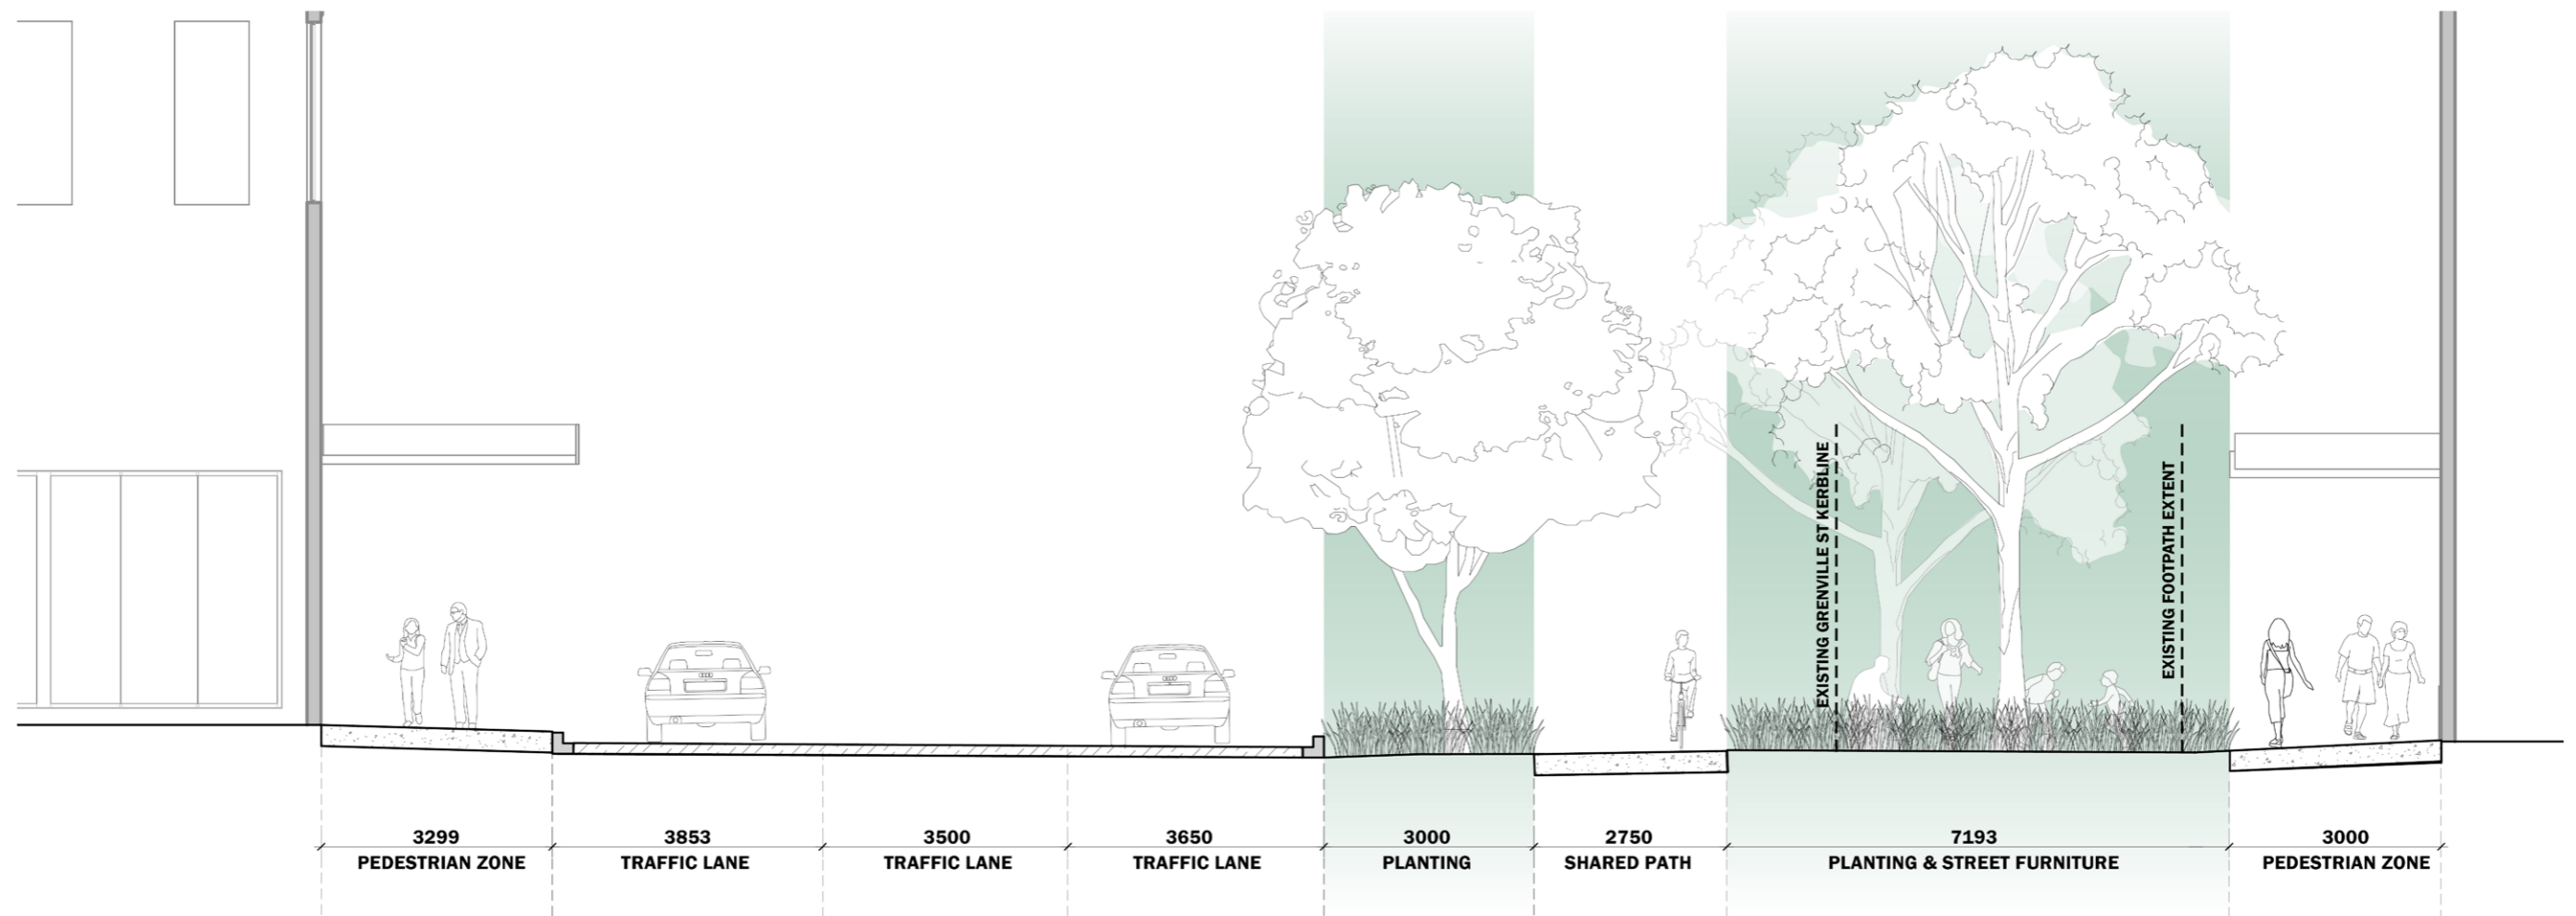 EXISTING GRENVILLE ST KERBLINE
EXISTING FOOTPATH EXTENT
3299
PEDESTRIAN ZONE
3853
TRAFFIC LANE
3500
TRAFFIC LANE
3650
TRAFFIC LANE
3000
PLANTING
2750
SHARED PATH
7193
PLANTING & STREET FURNITURE
3000
PEDESTRIAN ZONE